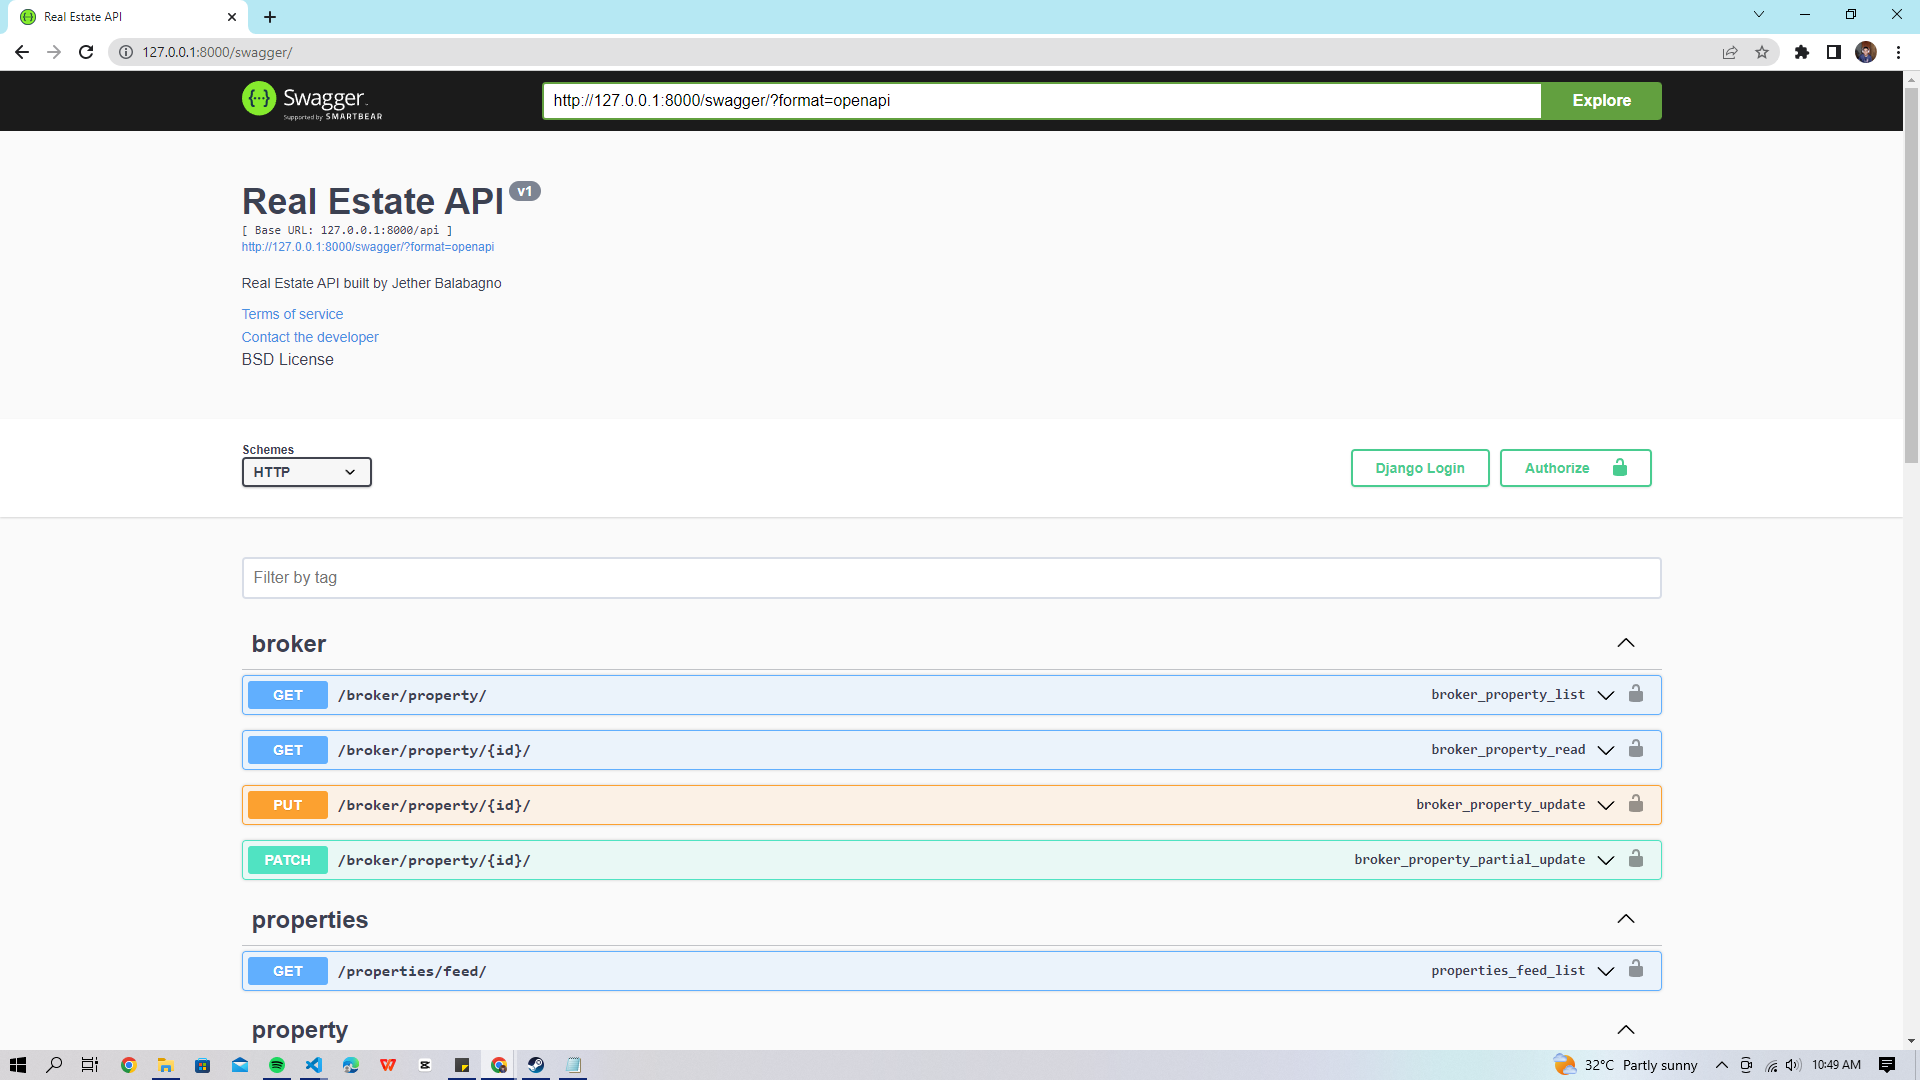 Real Estate API
127.0.0.1:8000/swagger/
Swagger
Supported by SMARTBEAR
http://127.0.0.1:8000/swagger/?format=openapi
Explore
Real Estate API v1
[ Base URL: 127.0.0.1:8000/api ]
http://127.0.0.1:8000/swagger/?format=openapi
Real Estate API built by Jether Balabagno
Terms of service
Contact the developer
BSD License
Schemes
HTTP
Django Login
Authorize
Filter by tag
broker
GET /broker/property/ broker_property_list
GET /broker/property/{id}/ broker_property_read
PUT /broker/property/{id}/ broker_property_update
PATCH /broker/property/{id}/ broker_property_partial_update
properties
GET /properties/feed/ properties_feed_list
property
32°C Partly sunny 10:49 AM